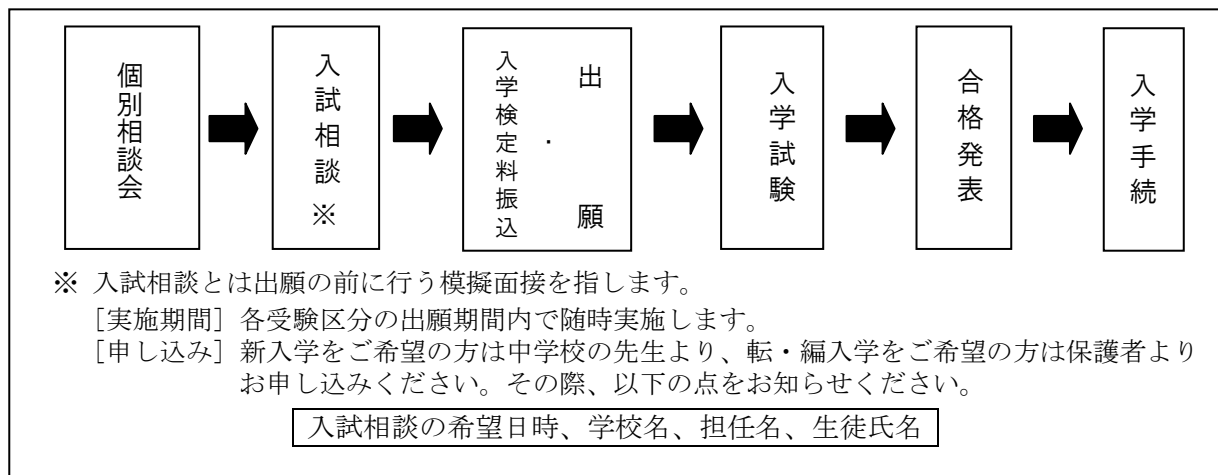 個別相談会
入試相談※
出・願
入学検定料振込
入学試験
合格発表
入学手続
※ 入試相談とは出願の前に行う模擬面接を指します。
［実施期間］各受験区分の出願期間内で随時実施します。
［申し込み］新入学をご希望の方は中学校の先生より、転・編入学をご希望の方は保護者より
お申し込みください。その際、以下の点をお知らせください。
入試相談の希望日時、学校名、担任名、生徒氏名